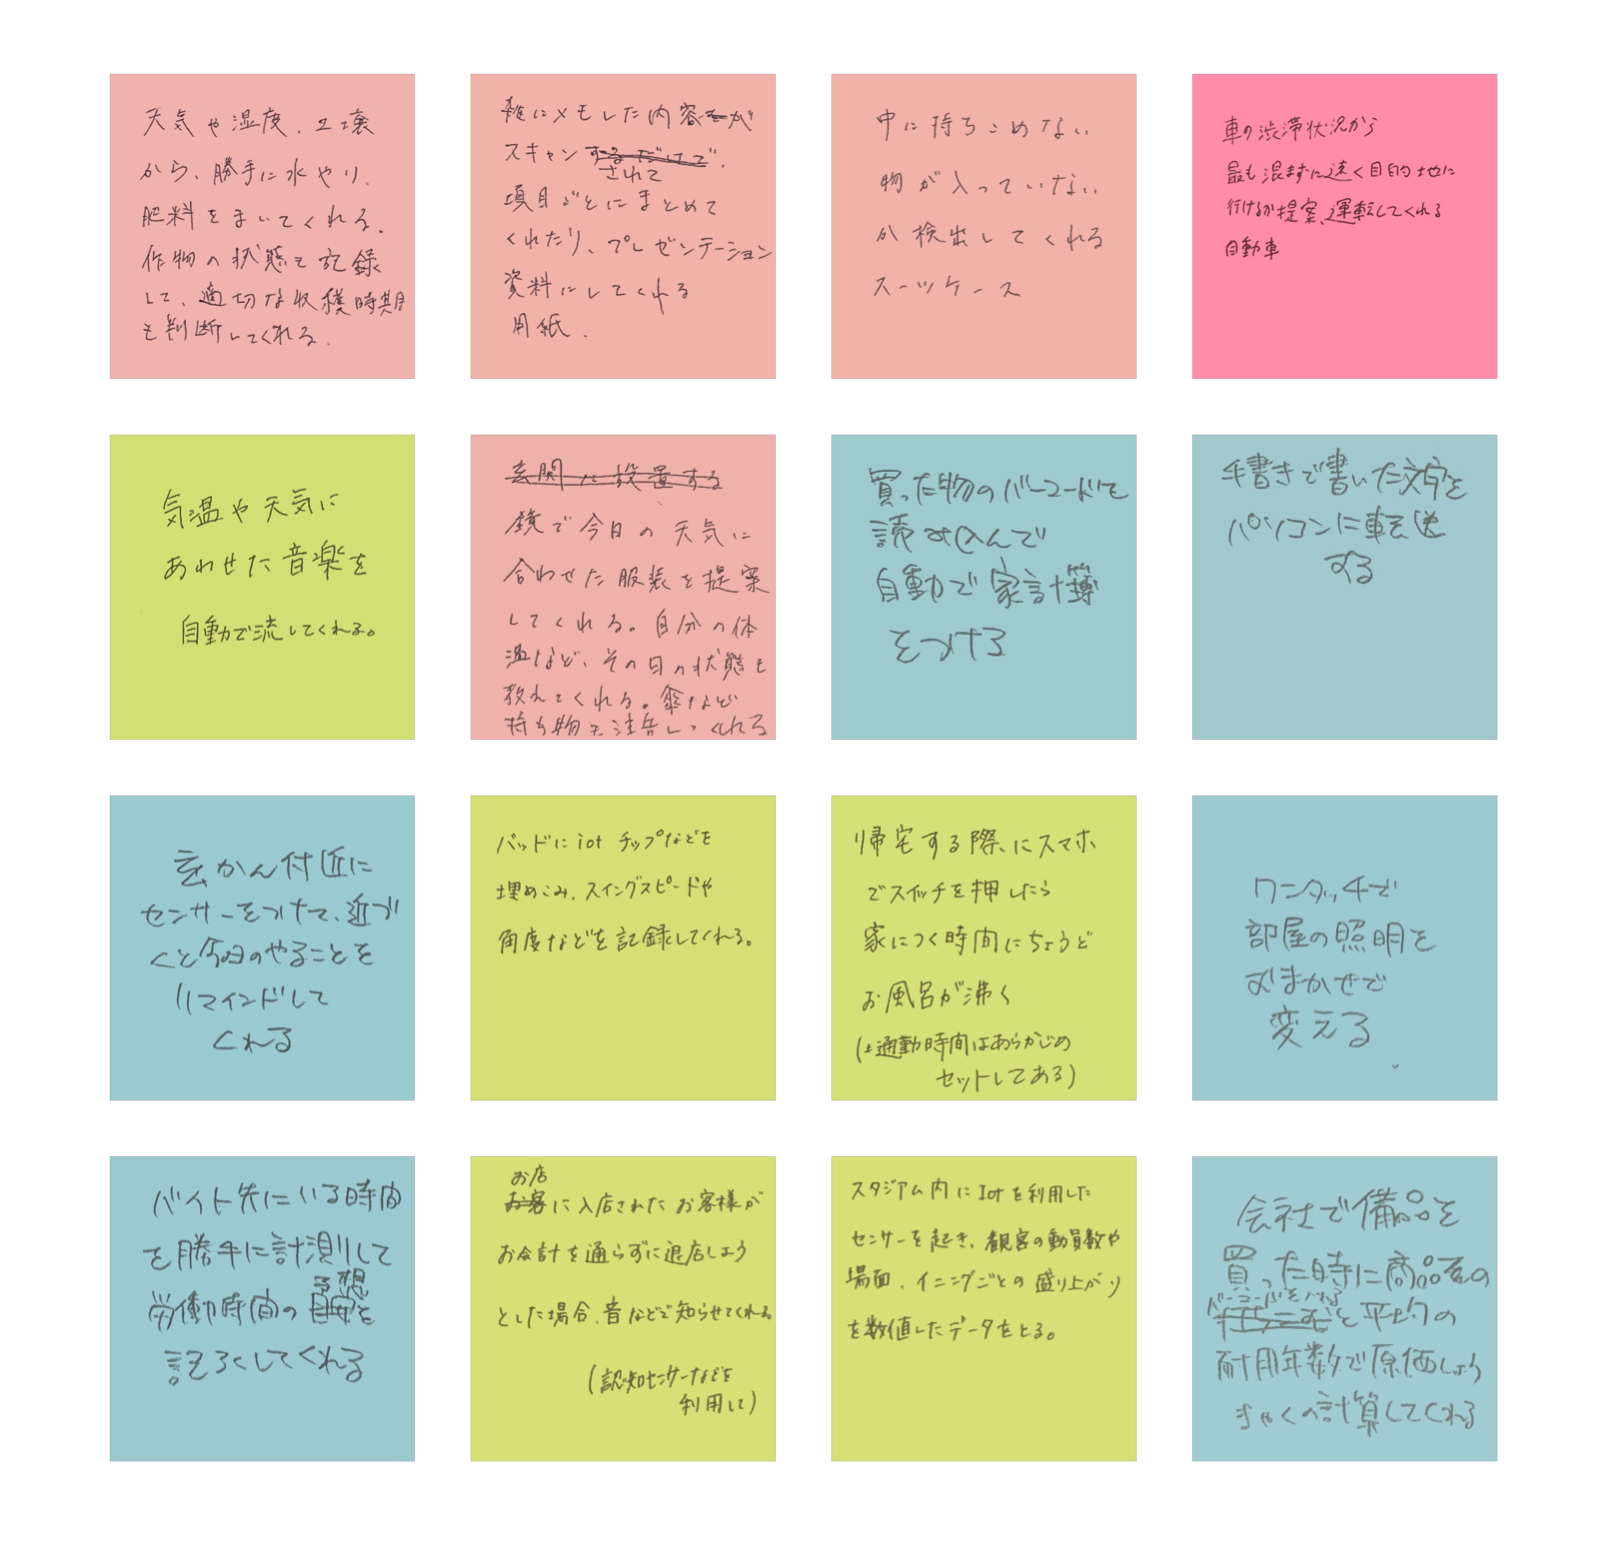 天気や湿度、土壌
から、勝手に水やり、
肥料をまいてくれる。
作物の状態も記録
して、適切な収穫時期
も判断してくれる。
雑にメモした内容が
スキャンされて、
項目ごとにまとめて
くれたり、プレゼンテーション
資料にしてくれる
用紙。
中に持ちこめない
物が入っていない
か検出してくれる
スーツケース
車の渋滞状況から
最も混まずに速く目的地に
行けるか提案、運転してくれる
自動車
気温や天気に
あわせた音楽を
自動で流してくれる。
玄関に設置する
鏡で今日の天気に
合わせた服装を提案
してくれる。自分の体
温など、その日の状態も
教えてくれる。傘など
持ち物も注告してくれる
買った物のバーコードを
読み込んで
自動で家計簿
をつける
手書きで書いた文字を
パソコンに転送
する
玄かん付近に
センサーをつけて、近づ
くと今日のやることを
リマインドして
くれる
バッドにiotチップなどを
埋めこみ、スイングスピードや
角度などを記録してくれる。
帰宅する際、にスマホ
でスイッチを押したら
家につく時間にちょうど
お風呂が沸く
(通勤時間はあらかじめ
セットしてある)
ワンタッチで
部屋の照明を
おまかせで
変える
バイト先にいる時間
を勝手に計測して
予想
労働時間の目安を
記ろくしてくれる
お店
お客に入店されたお客様が
お会計を通らずに退店しよう
とした場合、音などで知らせてくれる。
(認知センサーなどを
利用して)
スタジアム内にIotを利用した
センサーを起き、観客の動員数や
場面、イニングごとの盛り上がり
を数値したデータをとる。
会社で備品を
買った時に商品名の
バーコードをいれる
と平均の
耐用年数で原価しょう
きゃくの計算してくれる